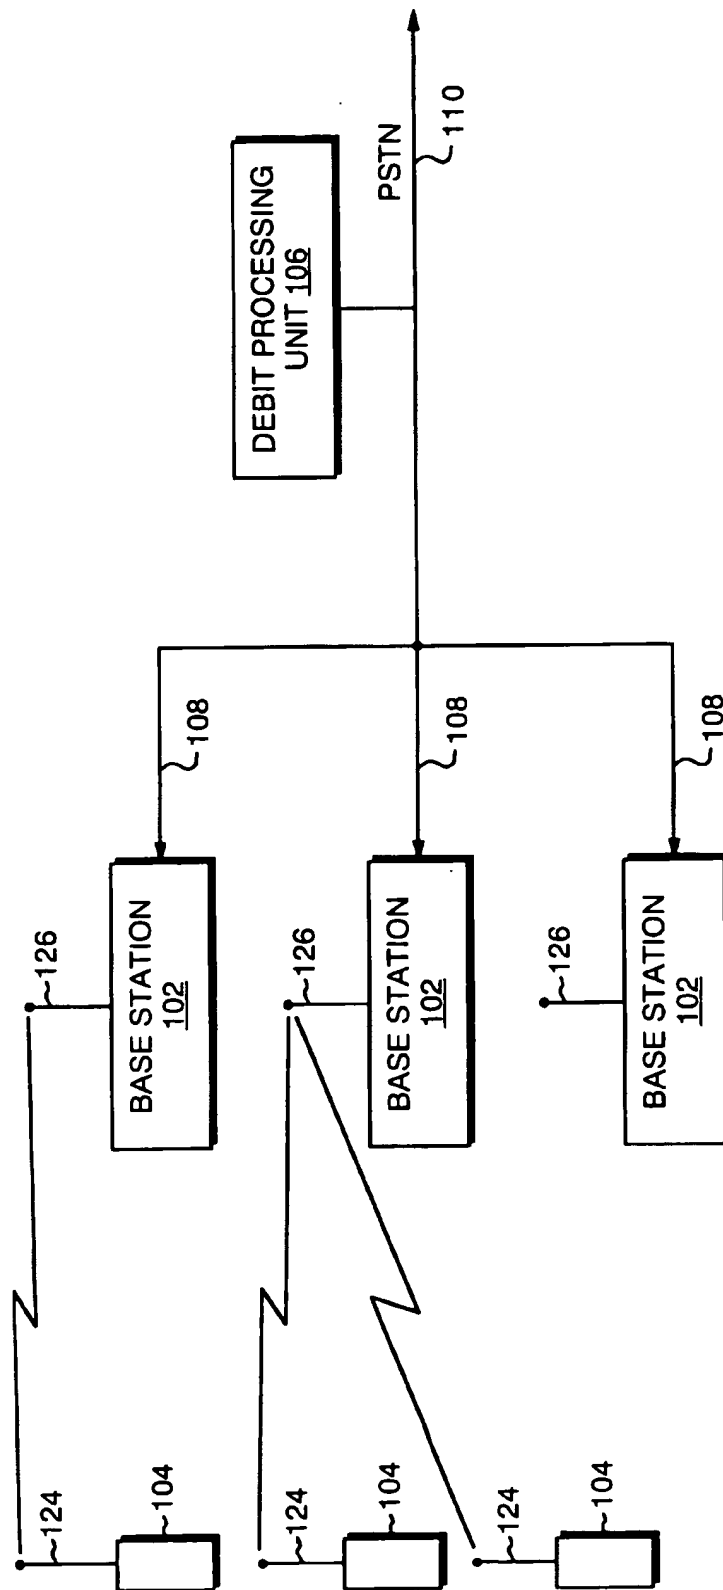 DEBIT PROCESSING
UNIT 106
PSTN
110
108
108
108
126
BASE STATION
102
126
BASE STATION
102
126
BASE STATION
102
124
104
124
104
124
104